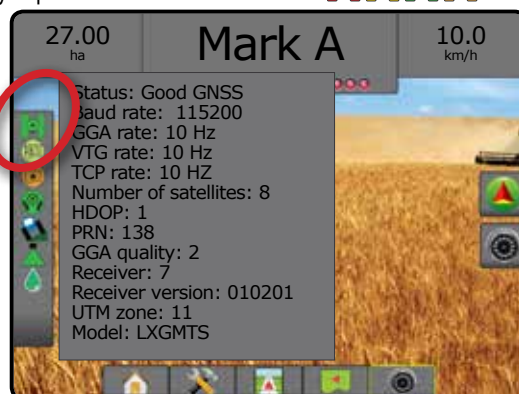 27.00
ha
Mark A
10.0
km/h
Status: Good GNSS
Baud rate: 115200
GGA rate: 10 Hz
VTG rate: 10 Hz
TCP rate: 10 HZ
Number of satellites: 8
HDOP: 1
PRN: 138
GGA quality: 2
Receiver: 7
Receiver version: 010201
UTM zone: 11
Model: LXGMTS